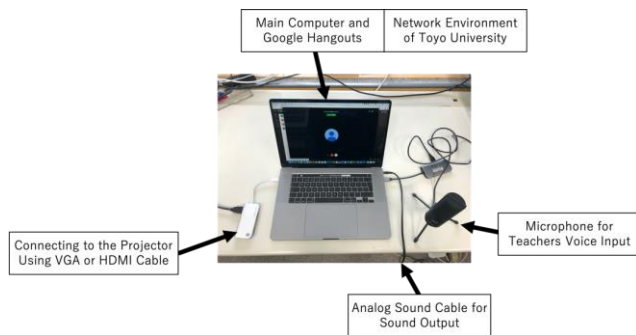 Main Computer and
Google Hangouts
Network Environment
of Toyo University
Connecting to the Projector
Using VGA or HDMI Cable
Microphone for
Teachers Voice Input
Analog Sound Cable for
Sound Output